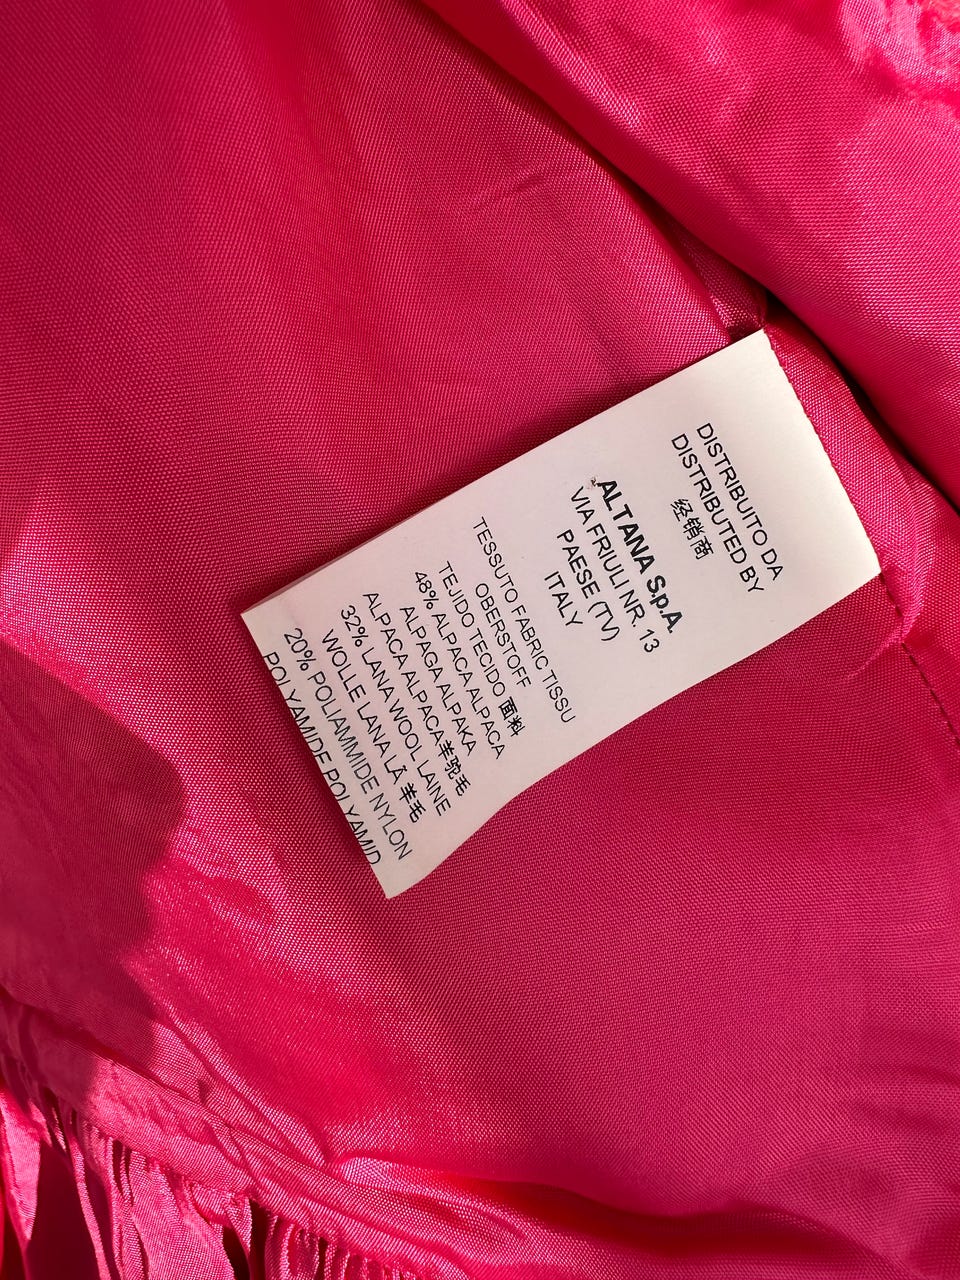 DISTRIBUITO DA
DISTRIBUTED BY
经销商
ALTANA S.p.A.
VIA FRIULI NR. 13
PAESE (TV)
ITALY
TESSUTO FABRIC TISSU
OBERSTOFF
TEJIDO TECIDO 面料
48% ALPACA ALPACA
ALPAGA ALPAKA
ALPACA ALPACA 羊驼毛
32% LANA WOOL LAINE
WOLLE LANA LÃ 羊毛
20% POLIAMMIDE NYLON
POLYAMIDE POLYAMID